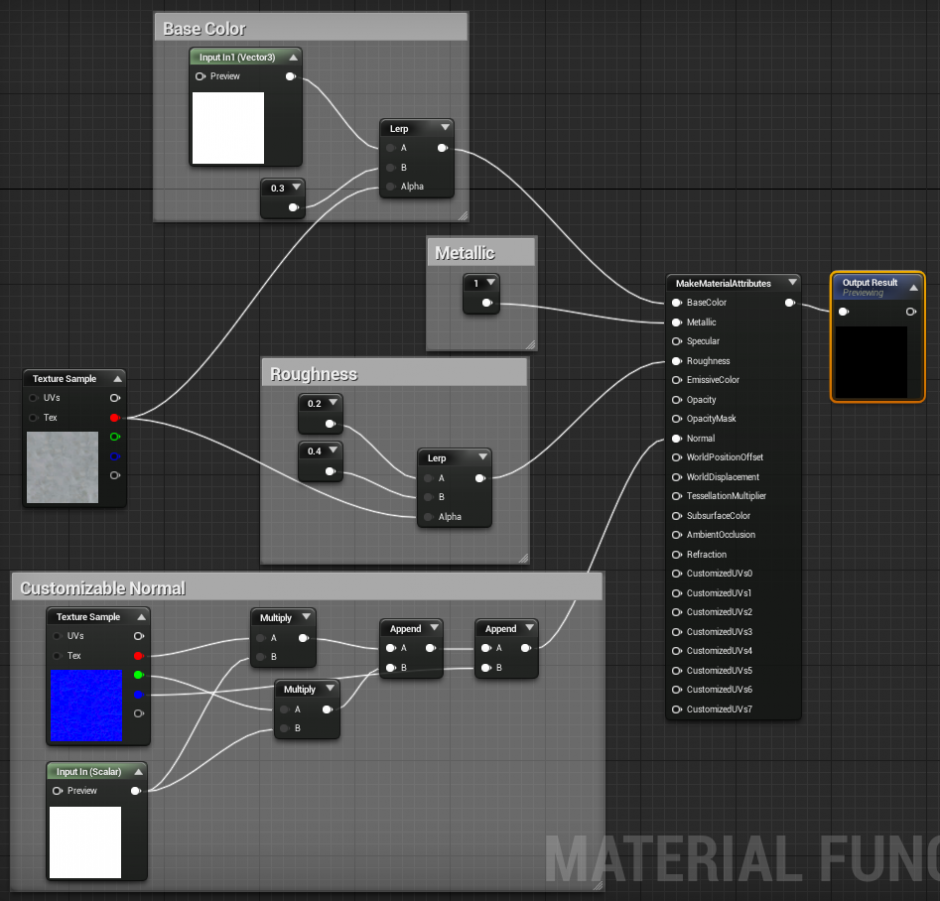 Base Color
Input In1 (Vector3)
Preview
Lerp
A
B
Alpha
0.3
Metallic
1
MakeMaterialAttributes
BaseColor
Metallic
Specular
Roughness
EmissiveColor
Opacity
OpacityMask
Normal
WorldPositionOffset
WorldDisplacement
TessellationMultiplier
SubsurfaceColor
AmbientOcclusion
Refraction
CustomizedUVs0
CustomizedUVs1
CustomizedUVs2
CustomizedUVs3
CustomizedUVs4
CustomizedUVs5
CustomizedUVs6
CustomizedUVs7
Output Result
Previewing
Texture Sample
UVs
Tex
Roughness
0.2
0.4
Lerp
A
B
Alpha
Customizable Normal
Texture Sample
UVs
Tex
Multiply
A
B
Multiply
A
B
Append
A
B
Append
A
B
Input In (Scalar)
Preview
MATERIAL FUNC